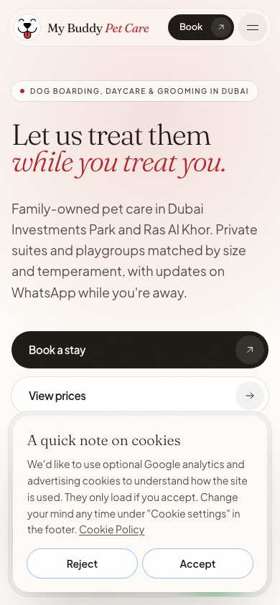 My Buddy Pet Care
Book
DOG BOARDING, DAYCARE & GROOMING IN DUBAI
Let us treat them
while you treat you.
Family-owned pet care in Dubai
Investments Park and Ras Al Khor. Private
suites and playgroups matched by size
and temperament, with updates on
WhatsApp while you're away.
Book a stay
View prices
A quick note on cookies
We'd like to use optional Google analytics and
advertising cookies to understand how the site
is used. They only load if you accept. Change
your mind any time under "Cookie settings" in
the footer. Cookie Policy
Reject
Accept